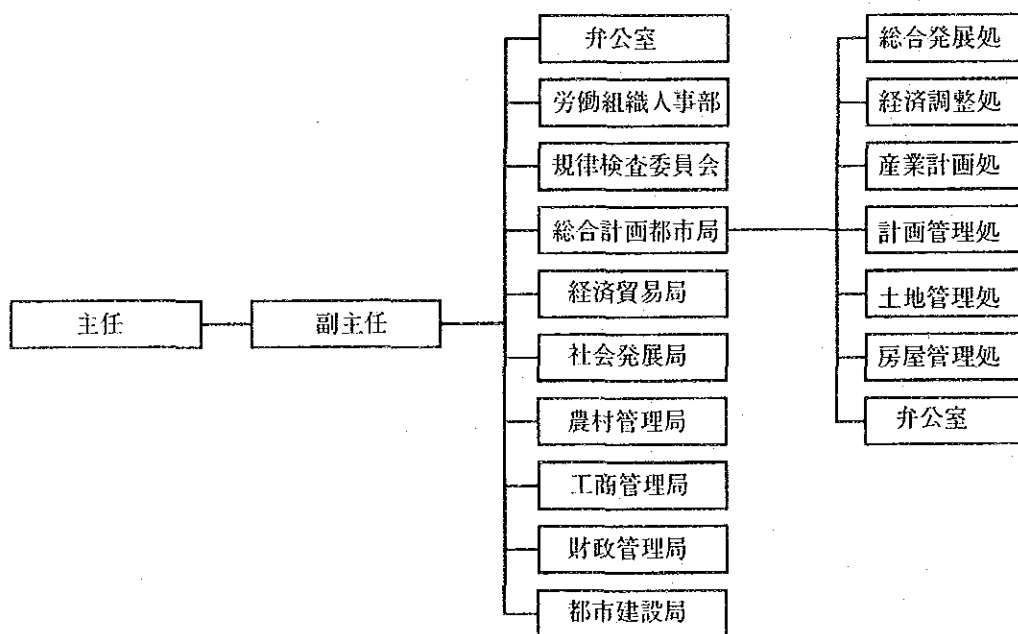 主任
副主任
弁公室
労働組織人事部
規律検査委員会
総合計画都市局
経済貿易局
社会発展局
農村管理局
工商管理局
財政管理局
都市建設局
総合発展処
経済調整処
産業計画処
計画管理処
土地管理処
房屋管理処
弁公室